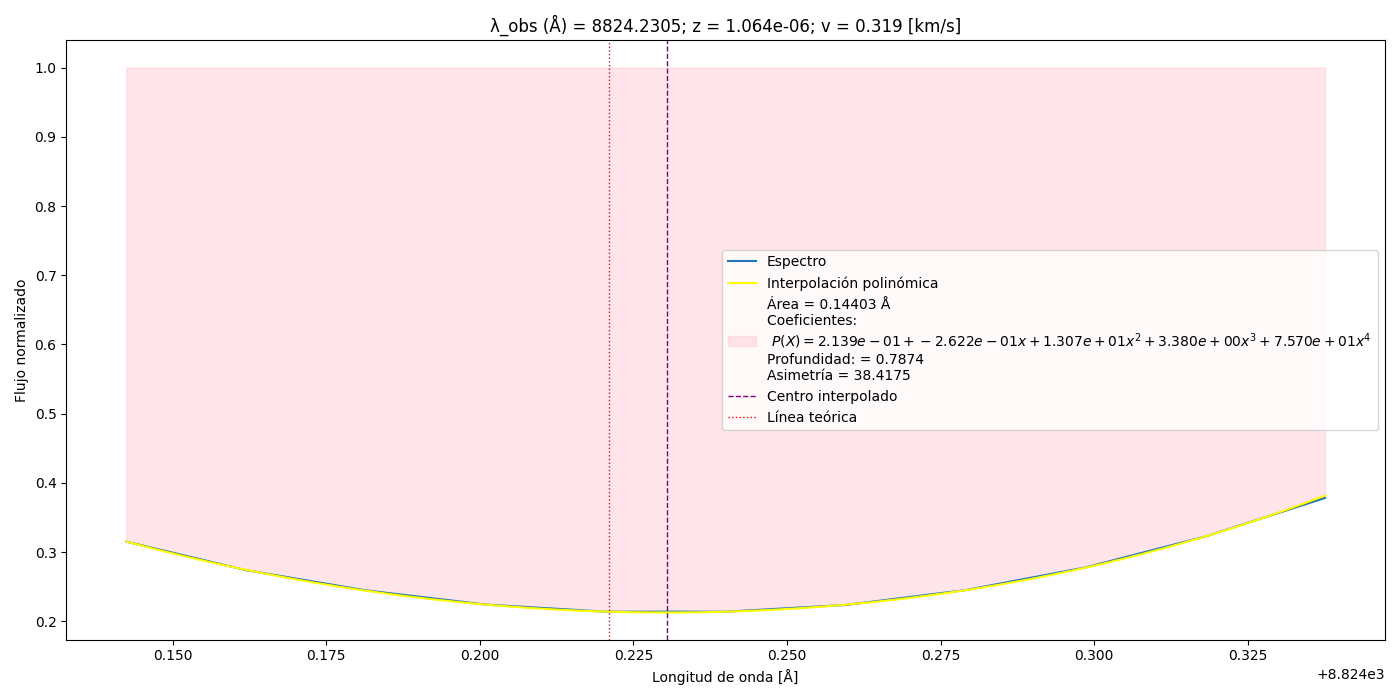 λ_obs (Å) = 8824.2305; z = 1.064e-06; v = 0.319 [km/s]
Flujo normalizado
1.0
0.9
0.8
0.7
0.6
0.5
0.4
0.3
0.2
Espectro
Interpolación polinómica
Área = 0.14403 Å
Coeficientes:
P(X) = 2.139e − 01 + −2.622e − 01x + 1.307e + 01x² + 3.380e + 00x³ + 7.570e + 01x⁴
Profundidad: = 0.7874
Asimetría = 38.4175
Centro interpolado
Línea teórica
0.150 0.175 0.200 0.225 0.250 0.275 0.300 0.325
+8.824e3
Longitud de onda [Å]